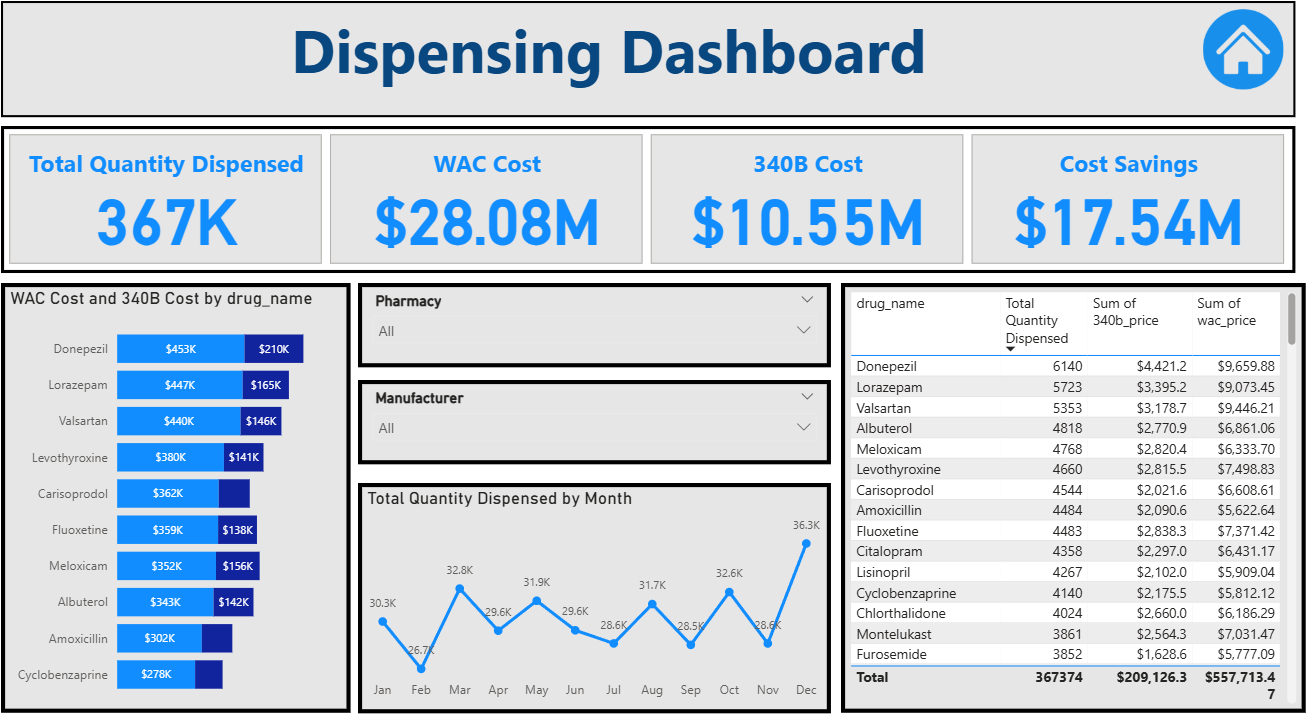 Dispensing Dashboard
Total Quantity Dispensed
367K
WAC Cost
$28.08M
340B Cost
$10.55M
Cost Savings
$17.54M
WAC Cost and 340B Cost by drug_name
Donepezil $453K $210K
Lorazepam $447K $165K
Valsartan $440K $146K
Levothyroxine $380K $141K
Carisoprodol $362K
Fluoxetine $359K $138K
Meloxicam $352K $156K
Albuterol $343K $142K
Amoxicillin $302K
Cyclobenzaprine $278K
Pharmacy
All
Manufacturer
All
Total Quantity Dispensed by Month
30.3K 26.7K 32.8K 29.6K 31.9K 29.6K 28.6K 31.7K 28.5K 32.6K 28.6K 36.3K
Jan Feb Mar Apr May Jun Jul Aug Sep Oct Nov Dec
drug_name Total Sum of Sum of
Quantity 340b_price wac_price
Dispensed
Donepezil 6140 $4,421.2 $9,659.88
Lorazepam 5723 $3,395.2 $9,073.45
Valsartan 5353 $3,178.7 $9,446.21
Albuterol 4818 $2,770.9 $6,861.06
Meloxicam 4768 $2,820.4 $6,333.70
Levothyroxine 4660 $2,815.5 $7,498.83
Carisoprodol 4544 $2,021.6 $6,608.61
Amoxicillin 4484 $2,090.6 $5,622.64
Fluoxetine 4483 $2,838.3 $7,371.42
Citalopram 4358 $2,297.0 $6,431.17
Lisinopril 4267 $2,102.0 $5,909.04
Cyclobenzaprine 4140 $2,175.5 $5,812.12
Chlorthalidone 4024 $2,660.0 $6,186.29
Montelukast 3861 $2,564.3 $7,031.47
Furosemide 3852 $1,628.6 $5,777.09
Total 367374 $209,126.3 $557,713.4
7